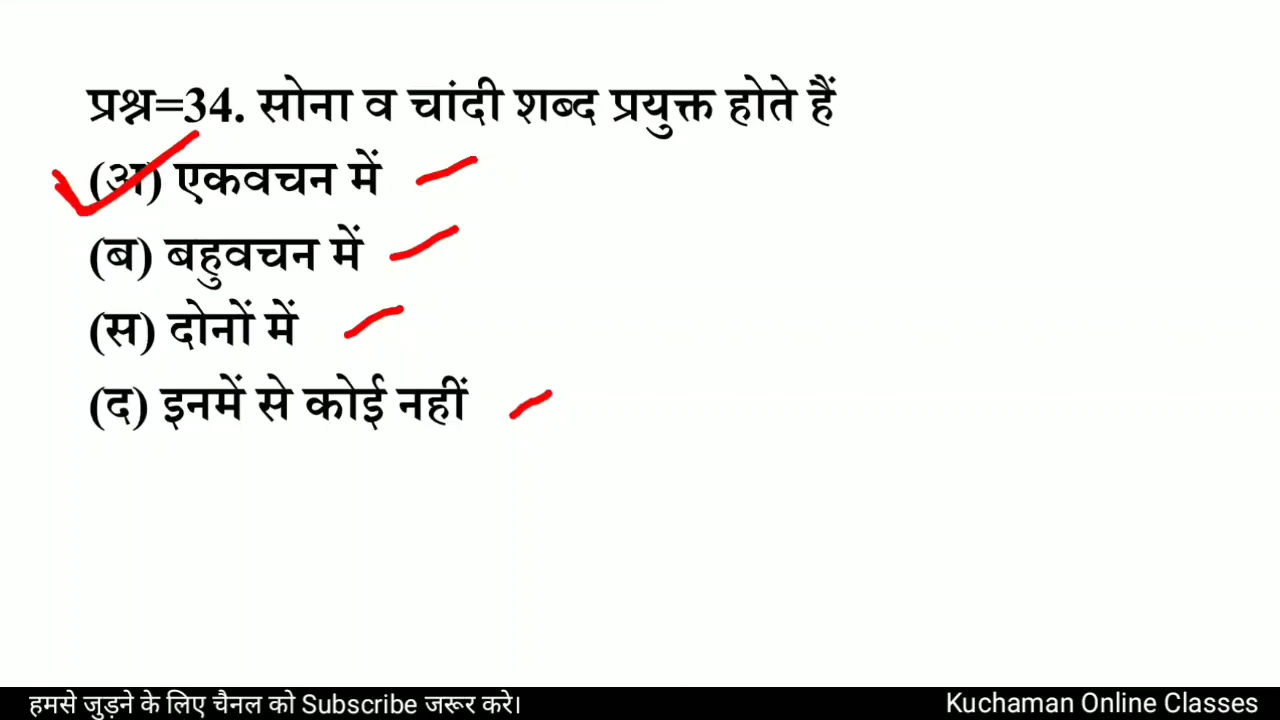 प्रश्न=34. सोना व चांदी शब्द प्रयुक्त होते हैं
(अ) एकवचन में
(ब) बहुवचन में
(स) दोनों में
(द) इनमें से कोई नहीं
हमसे जुड़ने के लिए चैनल को Subscribe जरूर करे।
Kuchaman Online Classes